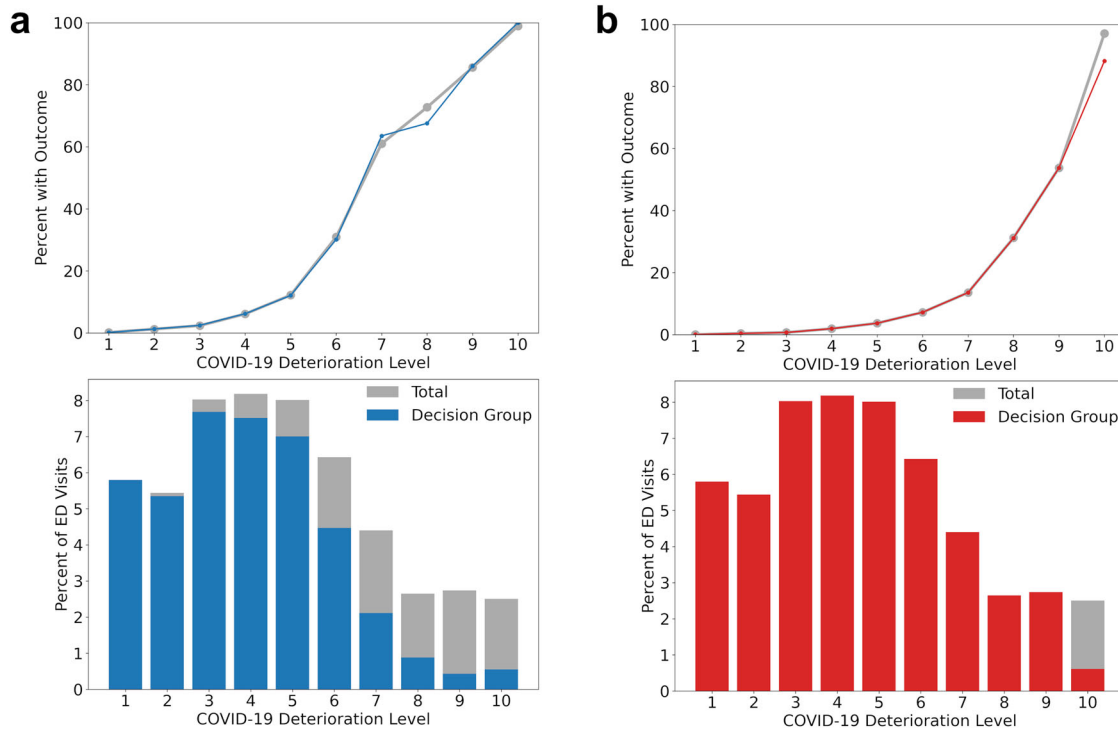 a
100
80
60
40
20
0
Percent with Outcome
1 2 3 4 5 6 7 8 9 10
COVID-19 Deterioration Level
8
7
6
5
4
3
2
1
0
Percent of ED Visits
Total
Decision Group
1 2 3 4 5 6 7 8 9 10
COVID-19 Deterioration Level
b
100
80
60
40
20
0
Percent with Outcome
1 2 3 4 5 6 7 8 9 10
COVID-19 Deterioration Level
8
7
6
5
4
3
2
1
0
Percent of ED Visits
Total
Decision Group
1 2 3 4 5 6 7 8 9 10
COVID-19 Deterioration Level